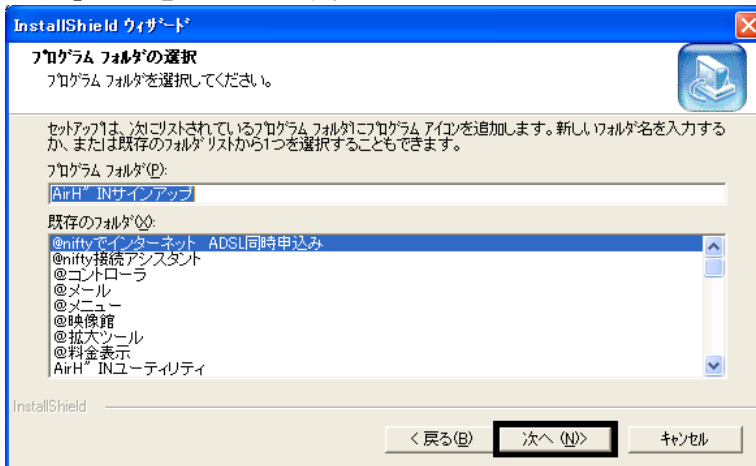 InstallShield ウィザード
プログラム フォルダの選択
プログラム フォルダを選択してください。
セットアップは、次にリストされているプログラム フォルダにプログラム アイコンを追加します。新しいフォルダ名を入力する
か、または既存のフォルダ リストから1つを選択することもできます。
プログラム フォルダ(P):
AirH" INサインアップ
既存のフォルダ(X):
@niftyでインターネット ADSL同時申込み
@nifty接続アシスタント
@コントローラ
@メール
@メニュー
@映像館
@拡大ツール
@料金表示
AirH" INユーティリティ
InstallShield
< 戻る(B) 次へ (N)> キャンセル